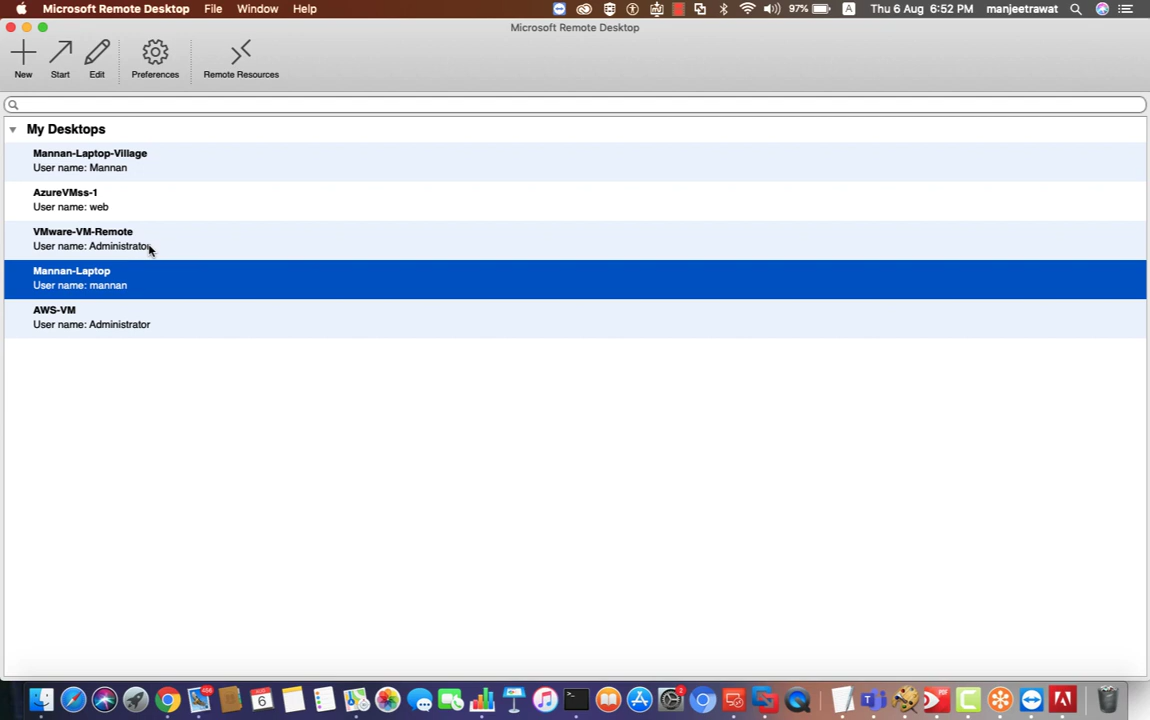 Microsoft Remote Desktop File Window Help 97% A Thu 6 Aug 6:52 PM manjeetrawat
Microsoft Remote Desktop
New Start Edit Preferences Remote Resources
My Desktops
Mannan-Laptop-Village
User name: Mannan
AzureVMss-1
User name: web
VMware-VM-Remote
User name: Administrator
Mannan-Laptop
User name: mannan
AWS-VM
User name: Administrator